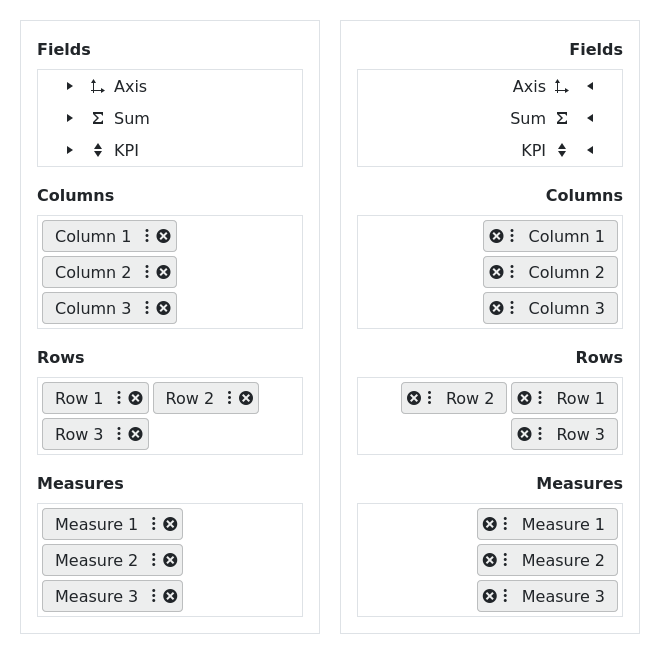 Fields
Axis
Sum
KPI
Columns
Column 1
Column 2
Column 3
Rows
Row 1 Row 2
Row 3
Measures
Measure 1
Measure 2
Measure 3
Fields
Axis
Sum
KPI
Columns
Column 1
Column 2
Column 3
Rows
Row 2 Row 1
Row 3
Measures
Measure 1
Measure 2
Measure 3